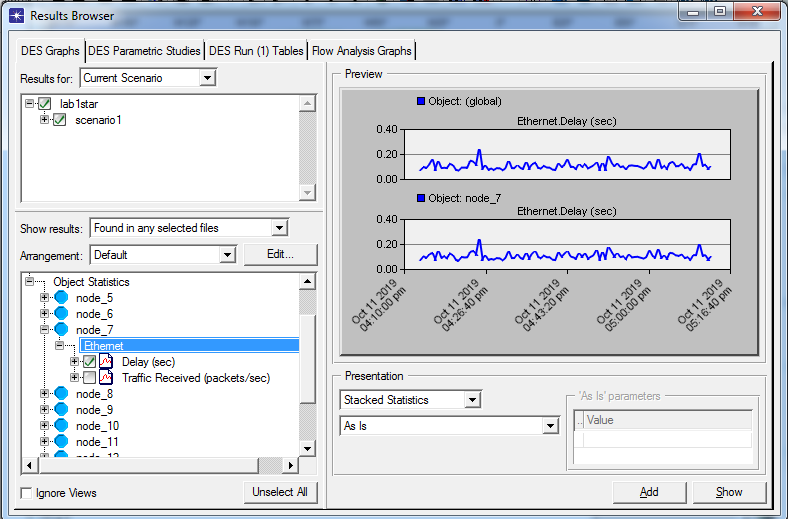 Results Browser
DES Graphs
DES Parametric Studies
DES Run (1) Tables
Flow Analysis Graphs
Results for:
Current Scenario
lab1star
scenario1
Show results:
Found in any selected files
Arrangement:
Default
Edit...
Object Statistics
node_5
node_6
node_7
Ethernet
Delay (sec)
Traffic Received (packets/sec)
node_8
node_9
node_10
node_11
Ignore Views
Unselect All
Preview
Object: (global)
Ethernet.Delay (sec)
0.40
0.20
0.00
Object: node_7
Ethernet.Delay (sec)
0.40
0.20
0.00
Oct 11 2019
04:10:00 pm
Oct 11 2019
04:26:40 pm
Oct 11 2019
04:43:20 pm
Oct 11 2019
05:00:00 pm
Oct 11 2019
05:16:40 pm
Presentation
Stacked Statistics
As Is
'As Is' parameters
..
Value
Add
Show